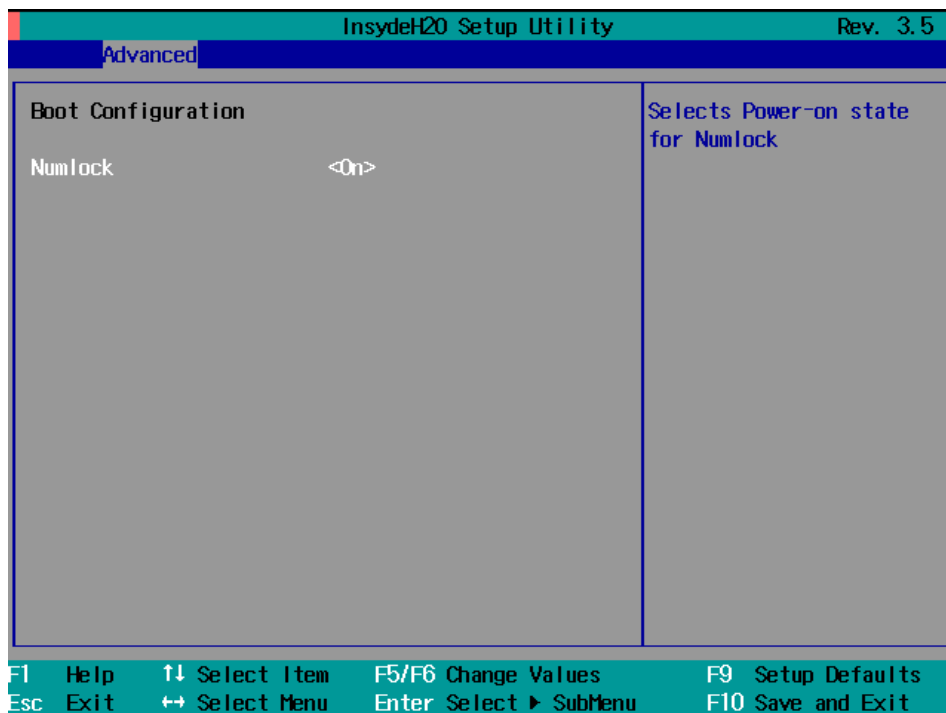 InsydeH20 Setup Utility Rev. 3.5
Advanced
Boot Configuration
Numlock <On>
Selects Power-on state
for Numlock
F1 Help ↑↓ Select Item F5/F6 Change Values F9 Setup Defaults
Esc Exit ↔ Select Menu Enter Select ▶ SubMenu F10 Save and Exit